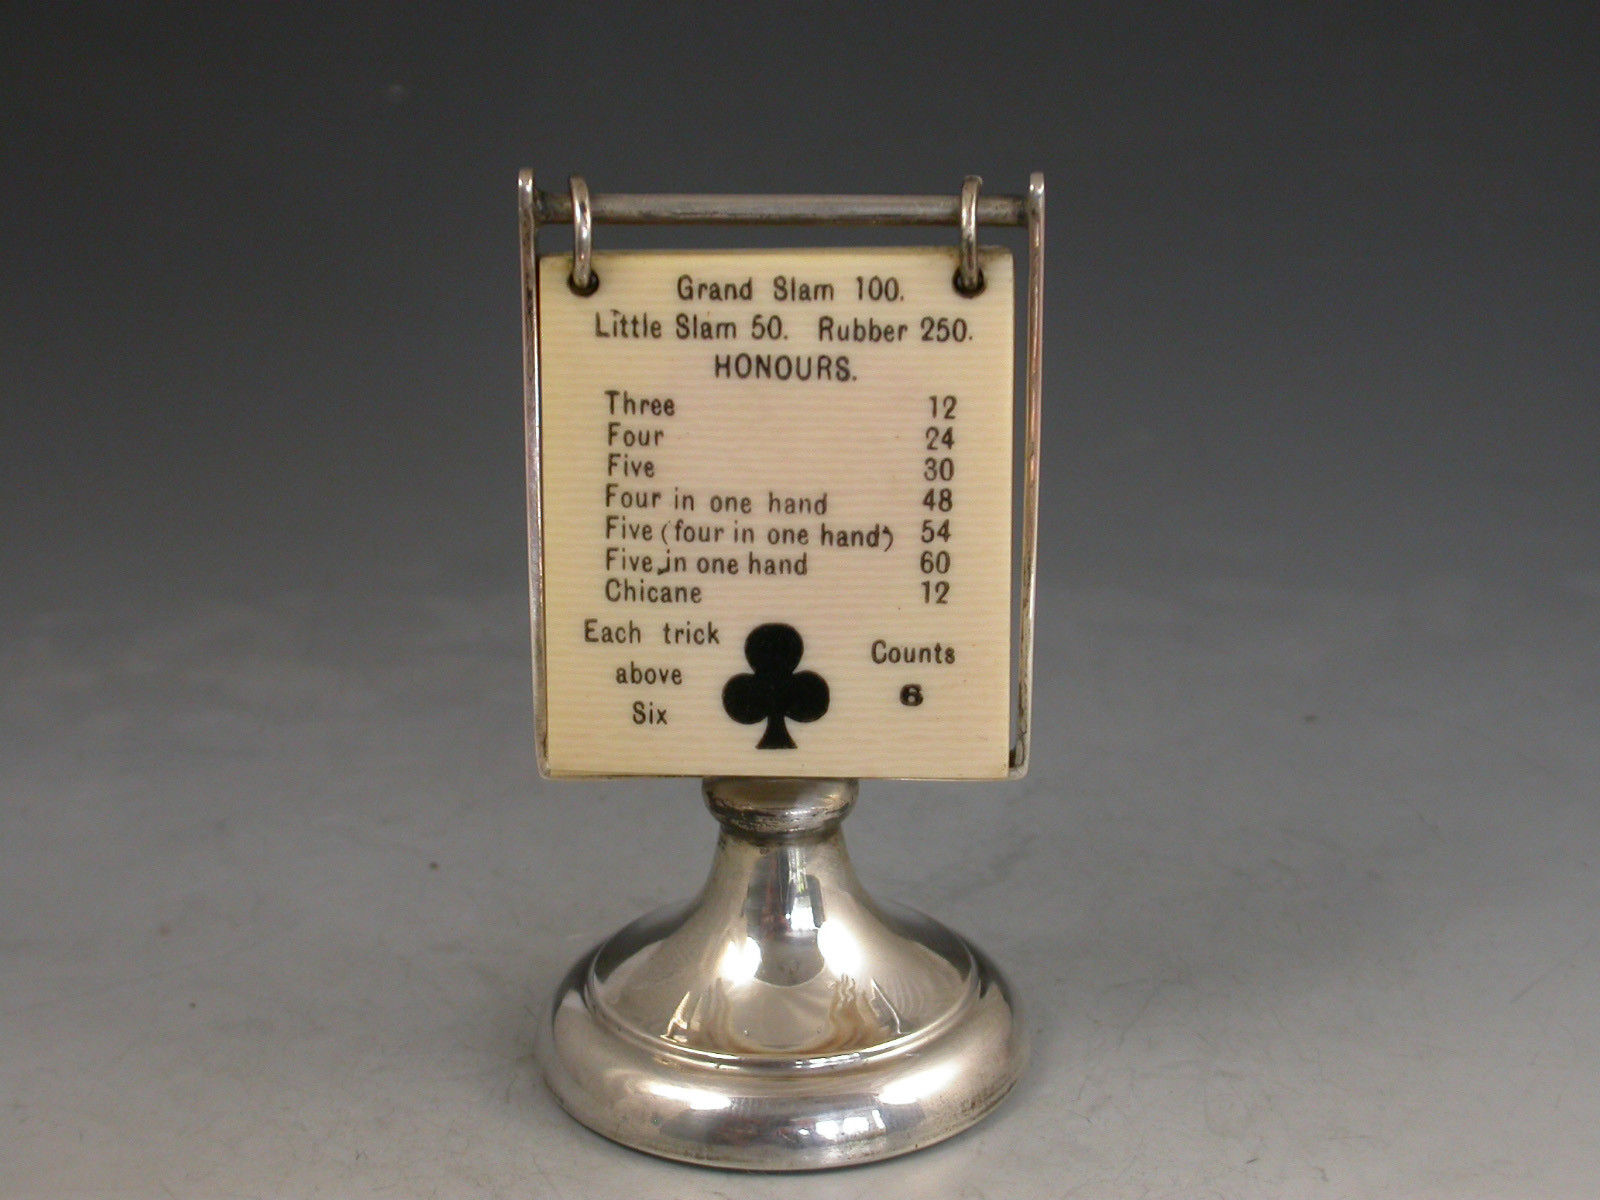 Grand Slam 100.
Little Slam 50. Rubber 250.
HONOURS.
Three 12
Four 24
Five 30
Four in one hand 48
Five (four in one hand) 54
Five in one hand 60
Chicane 12
Each trick
above
Six
Counts
6